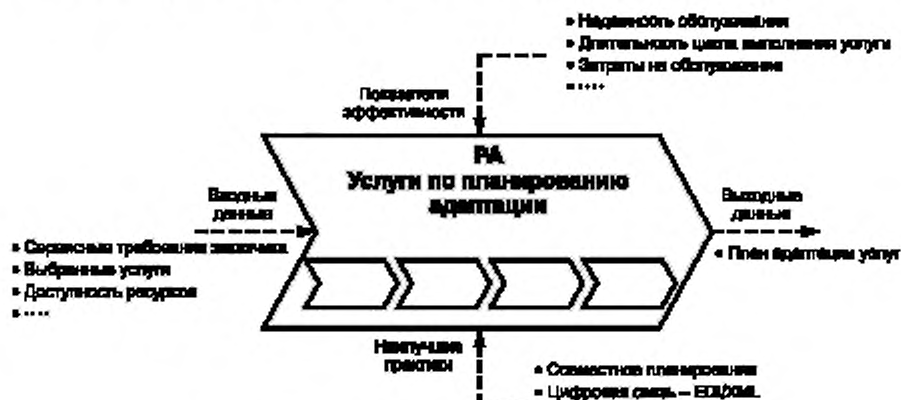 • Надежность обслуживания
• Длительность цикла выполнения услуги
• Затраты на обслуживание
• ....
Показатели
эффективности
PA
Услуги по планированию
адаптации
Входные
данные
Выходные
данные
• Сервисные требования заказчика
• Выбранные услуги
• Доступность ресурсов
• ....
• План адаптации услуг
Наилучшие
практики
• Совместное планирование
• Цифровая связь – EDI/XML